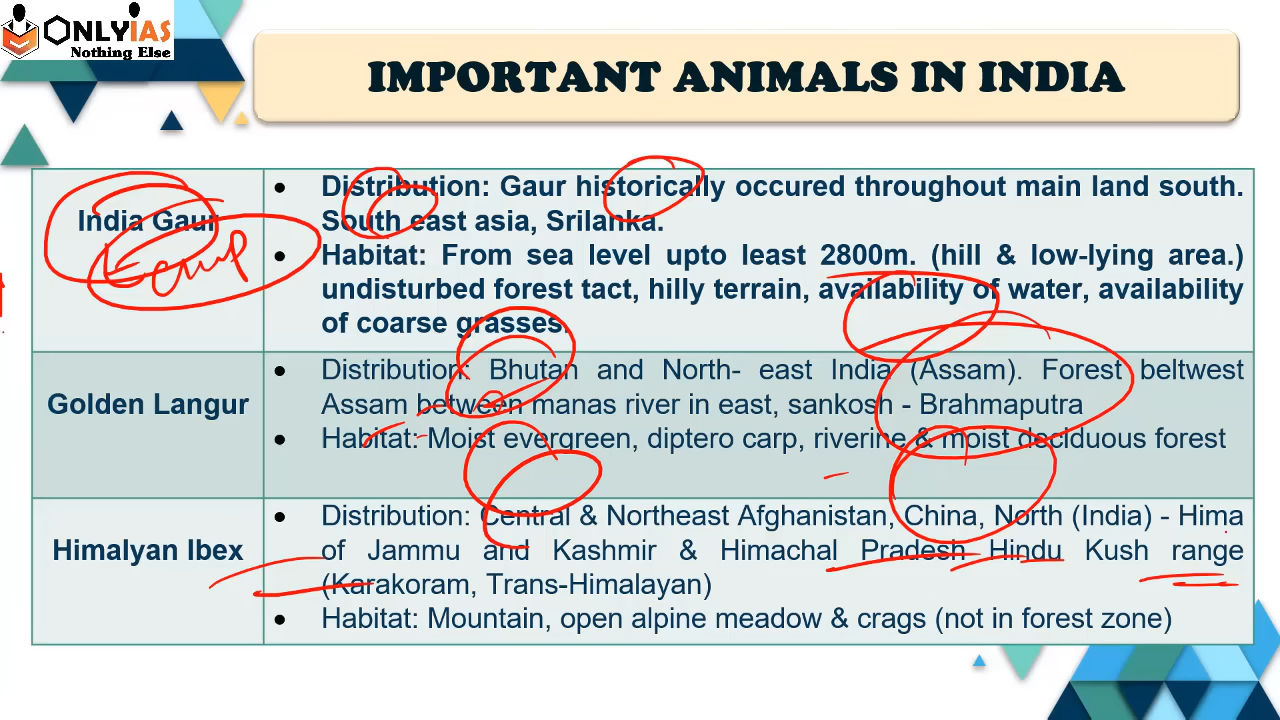 ONLYIAS
Nothing Else
IMPORTANT ANIMALS IN INDIA
India Gaur
Distribution: Gaur historically occured throughout main land south.
South east asia, Srilanka.
Habitat: From sea level upto least 2800m. (hill & low-lying area.)
undisturbed forest tact, hilly terrain, availability of water, availability
of coarse grasses.
Golden Langur
Distribution: Bhutan and North- east India (Assam). Forest beltwest
Assam between manas river in east, sankosh - Brahmaputra
Habitat: Moist evergreen, diptero carp, riverine & moist deciduous forest
Himalyan Ibex
Distribution: Central & Northeast Afghanistan, China, North (India) - Hima
of Jammu and Kashmir & Himachal Pradesh Hindu Kush range
(Karakoram, Trans-Himalayan)
Habitat: Mountain, open alpine meadow & crags (not in forest zone)